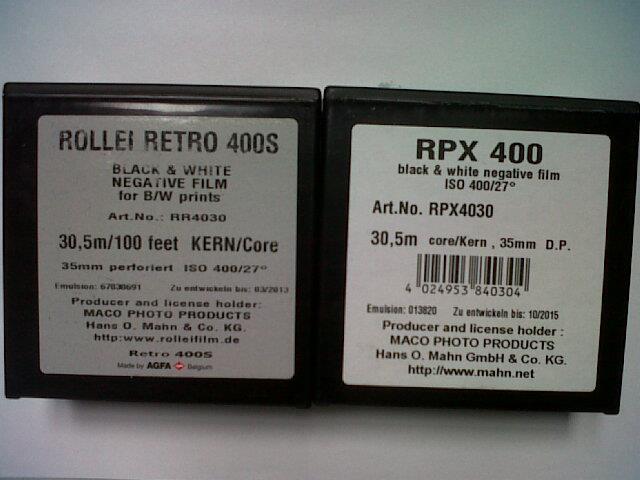 ROLLEI RETRO 400S
BLACK & WHITE
NEGATIVE FILM
for B/W prints
Art.No.: RR4030
30,5m/100 feet KERN/Core
35mm perforiert ISO 400/27°
Emulsion: 67830691 Zu entwickeln bis: 03/2013
Producer and license holder:
MACO PHOTO PRODUCTS
Hans O. Mahn & Co. KG.
http:www.rolleifilm.de
Retro 400S
Made by AGFA Belgium
RPX 400
black & white negative film
ISO 400/27°
Art.No. RPX4030
30,5m core/Kern , 35mm D.P.
4 024953 840304
Emulsion: 013820 Zu entwickeln bis: 10/2015
Producer and license holder :
MACO PHOTO PRODUCTS
Hans O. Mahn GmbH & Co. KG.
http://www.mahn.net